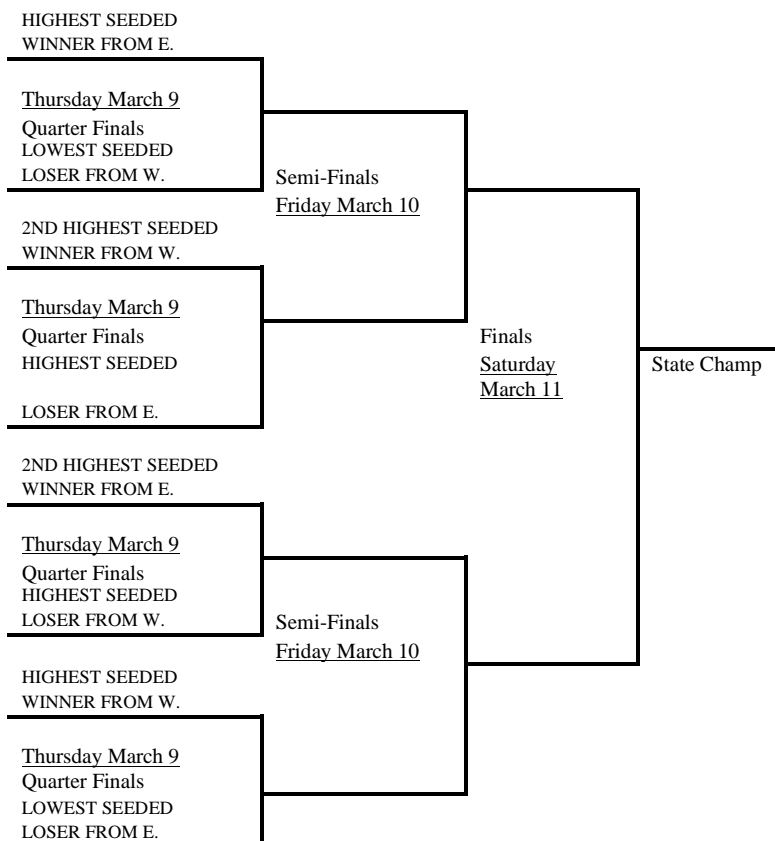 HIGHEST SEEDED
WINNER FROM E.
Thursday March 9
Quarter Finals
LOWEST SEEDED
LOSER FROM W.
Semi-Finals
Friday March 10
2ND HIGHEST SEEDED
WINNER FROM W.
Thursday March 9
Quarter Finals
HIGHEST SEEDED
LOSER FROM E.
Finals
Saturday
March 11
State Champ
2ND HIGHEST SEEDED
WINNER FROM E.
Thursday March 9
Quarter Finals
HIGHEST SEEDED
LOSER FROM W.
Semi-Finals
Friday March 10
HIGHEST SEEDED
WINNER FROM W.
Thursday March 9
Quarter Finals
LOWEST SEEDED
LOSER FROM E.